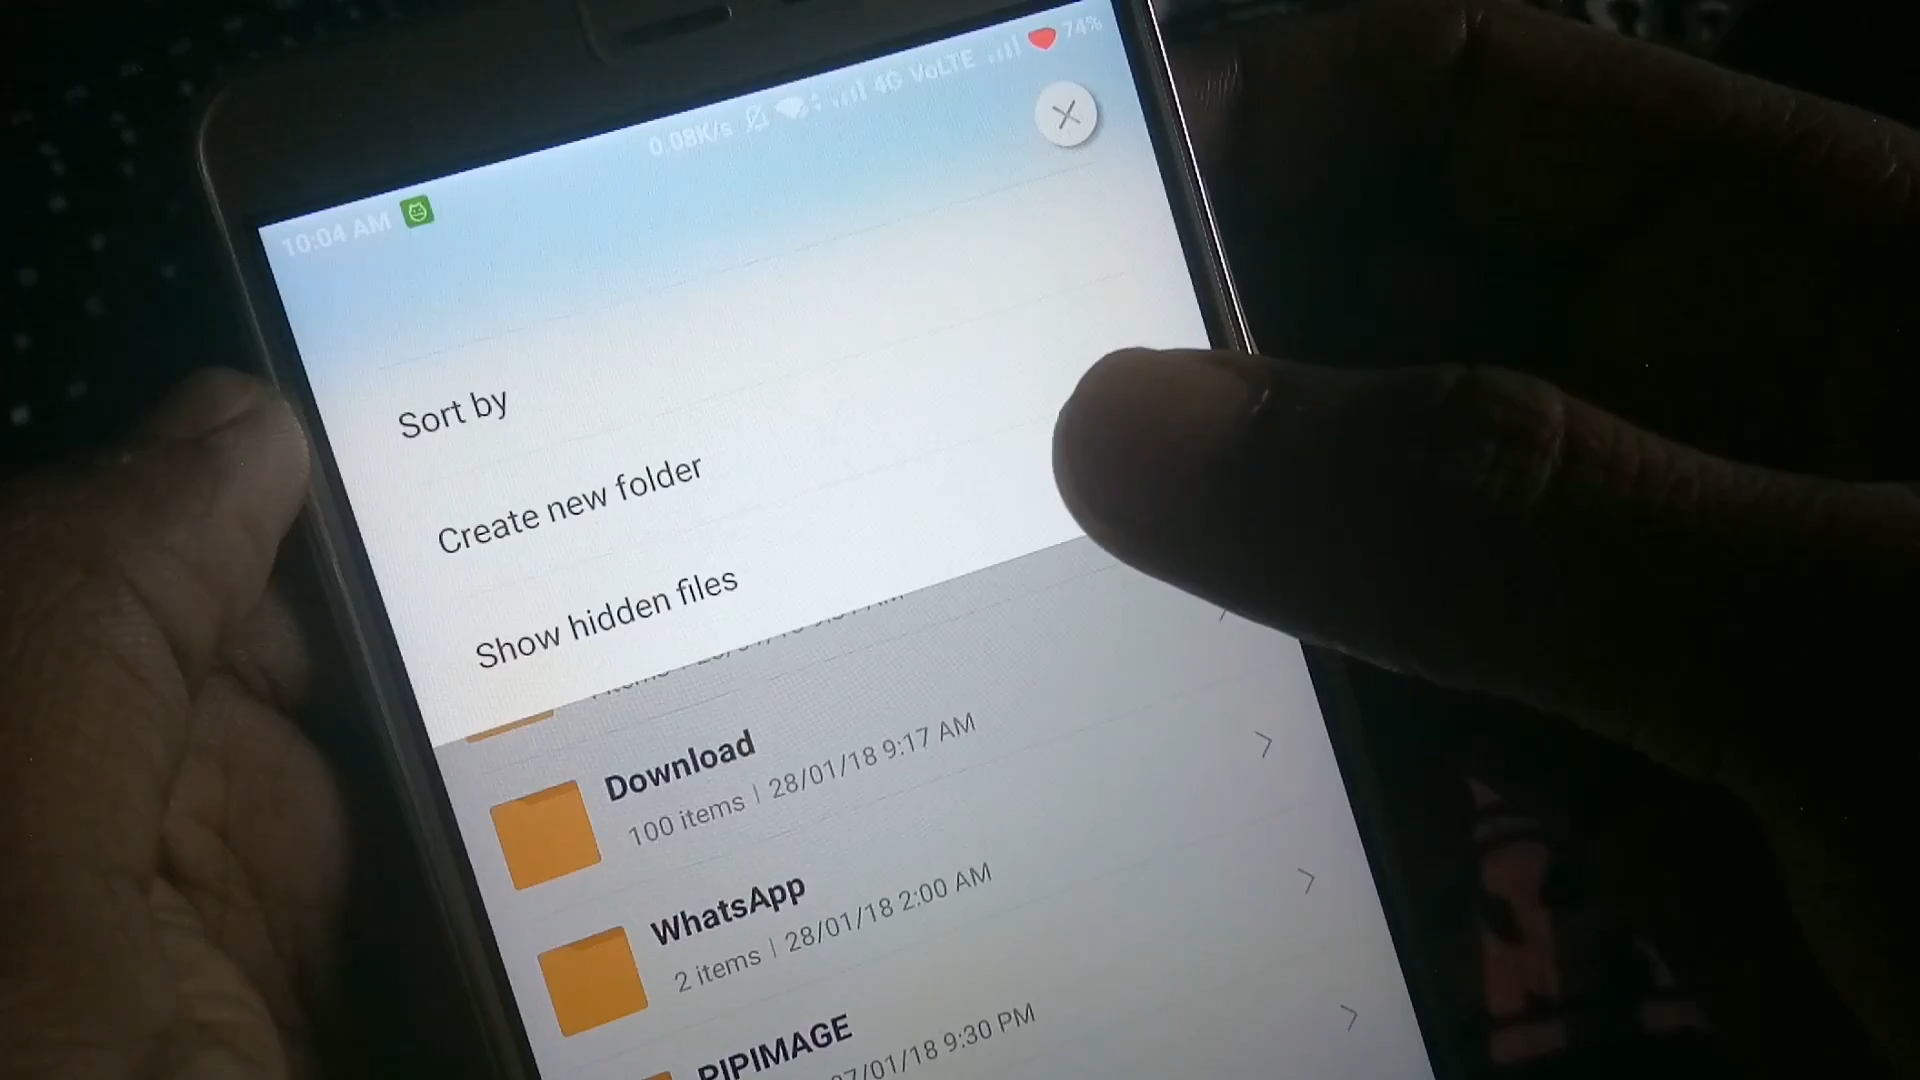 10:04 AM
0.08K/s 4G VoLTE 74%
Sort by
Create new folder
Show hidden files
Download
100 items | 28/01/18 9:17 AM
WhatsApp
2 items | 28/01/18 2:00 AM
PIPIMAGE
/01/18 9:30 PM